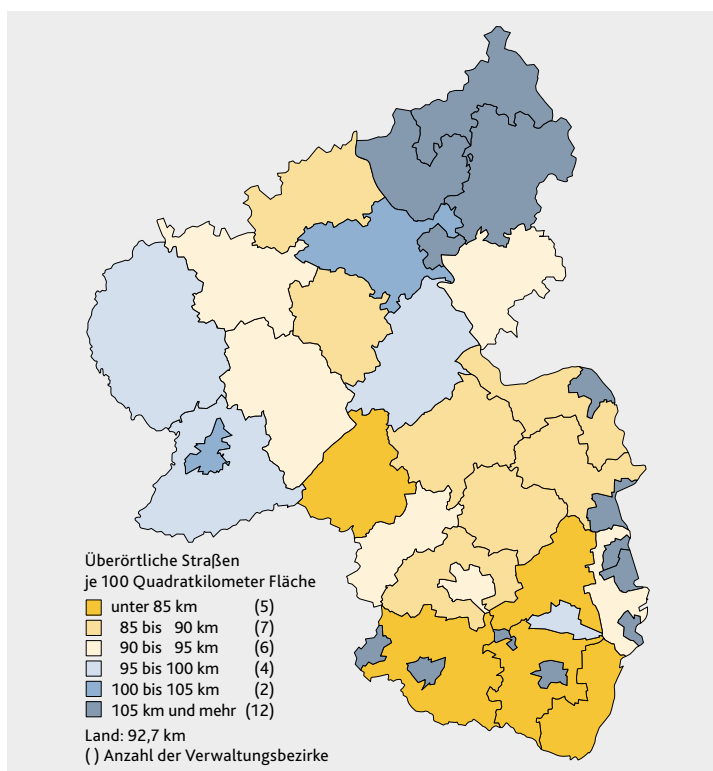 Überörtliche Straßen
je 100 Quadratkilometer Fläche
unter 85 km (5)
85 bis 90 km (7)
90 bis 95 km (6)
95 bis 100 km (4)
100 bis 105 km (2)
105 km und mehr (12)
Land: 92,7 km
( ) Anzahl der Verwaltungsbezirke